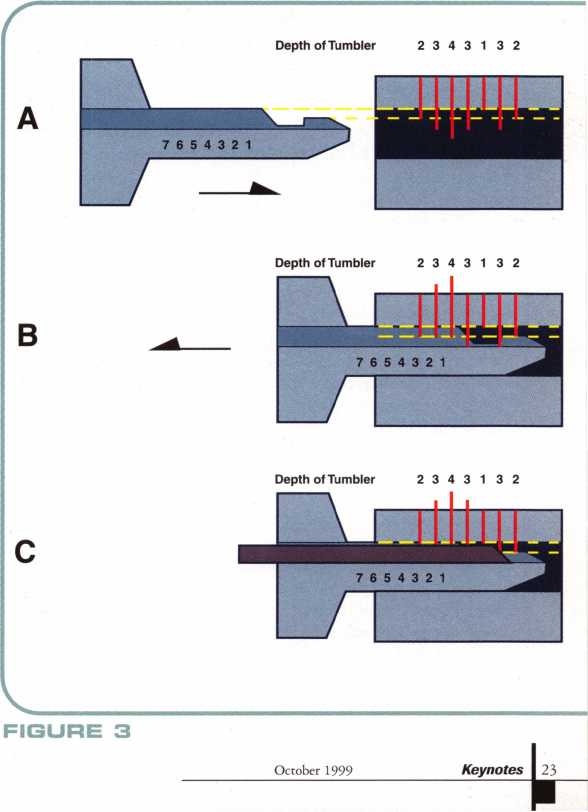 Depth of Tumbler 2 3 4 3 1 3 2
A
7 6 5 4 3 2 1
Depth of Tumbler 2 3 4 3 1 3 2
B
7 6 5 4 3 2 1
Depth of Tumbler 2 3 4 3 1 3 2
C
7 6 5 4 3 2 1
FIGURE 3
October 1999 Keynotes 23